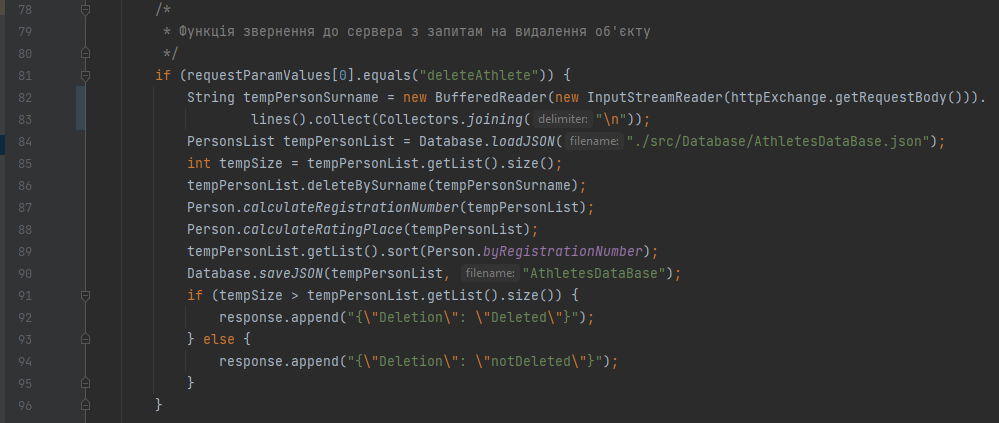 78 /*
79 * Функція звернення до сервера з запитам на видалення об'єкту
80 */
81 if (requestParamValues[0].equals("deleteAthlete")) {
82 String tempPersonSurname = new BufferedReader(new InputStreamReader(httpExchange.getRequestBody())).
83 lines().collect(Collectors.joining( delimiter: "\n"));
84 PersonsList tempPersonList = Database.loadJSON( filename: "./src/Database/AthletesDataBase.json");
85 int tempSize = tempPersonList.getList().size();
86 tempPersonList.deleteBySurname(tempPersonSurname);
87 Person.calculateRegistrationNumber(tempPersonList);
88 Person.calculateRatingPlace(tempPersonList);
89 tempPersonList.getList().sort(Person.byRegistrationNumber);
90 Database.saveJSON(tempPersonList, filename: "AthletesDataBase");
91 if (tempSize > tempPersonList.getList().size()) {
92 response.append("{\"Deletion\": \"Deleted\"}");
93 } else {
94 response.append("{\"Deletion\": \"notDeleted\"}");
95 }
96 }